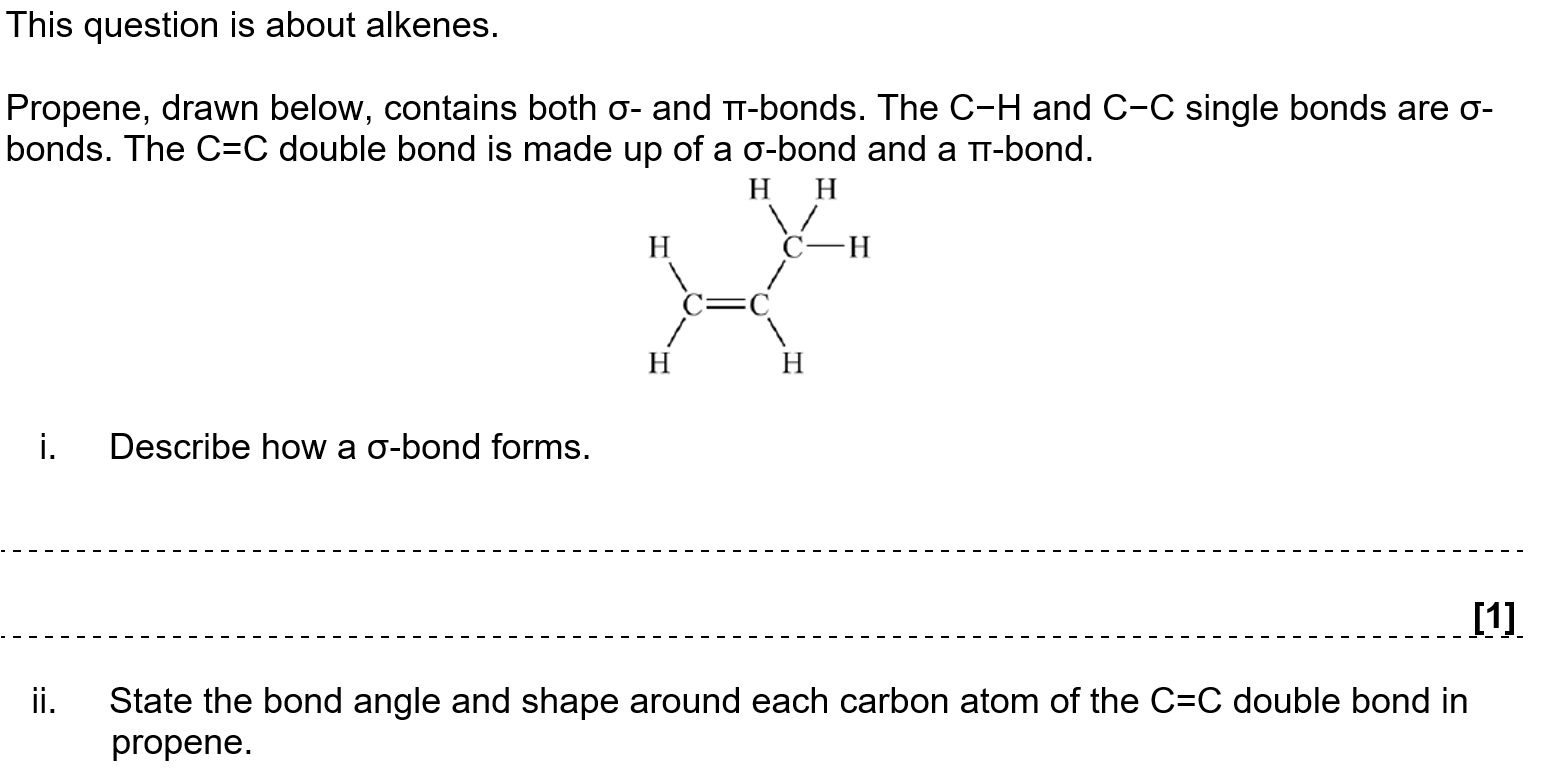 This question is about alkenes.
Propene, drawn below, contains both σ- and π-bonds. The C−H and C−C single bonds are σ-
bonds. The C=C double bond is made up of a σ-bond and a π-bond.
H H
H C—H
C=C
H H
i. Describe how a σ-bond forms.
[1]
ii. State the bond angle and shape around each carbon atom of the C=C double bond in
propene.